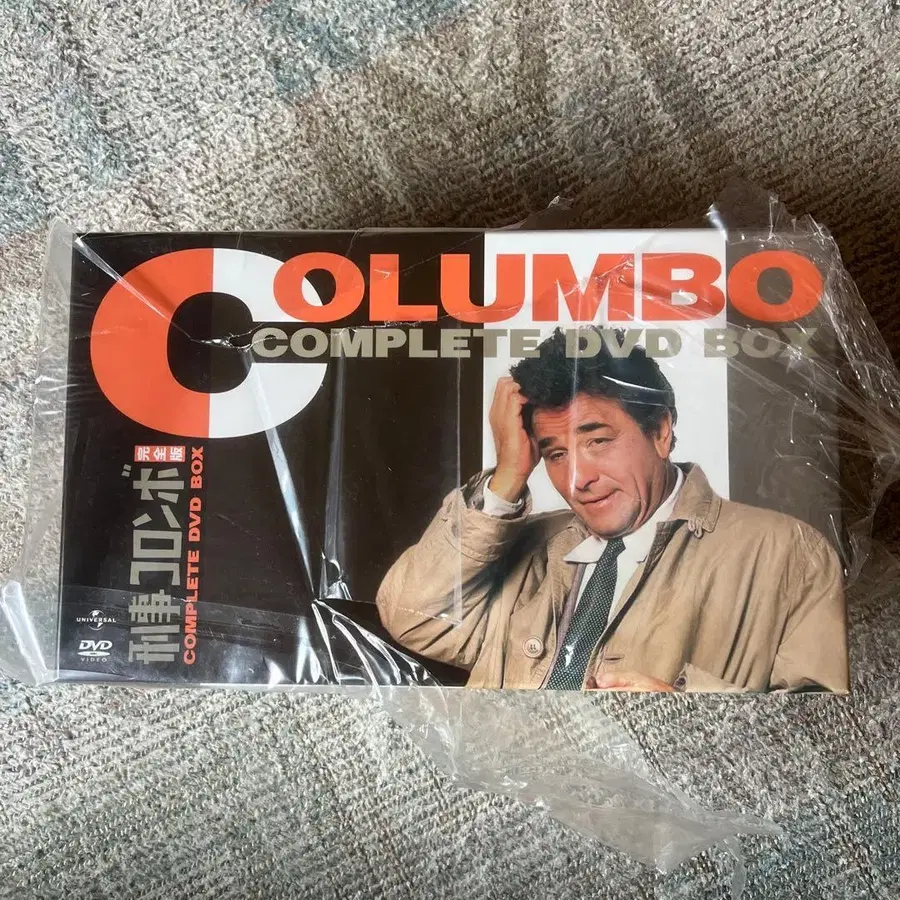 COLUMBO
COMPLETE DVD BOX
刑事コロンボ
完全版
COMPLETE DVD BOX
UNIVERSAL
DVD
VIDEO